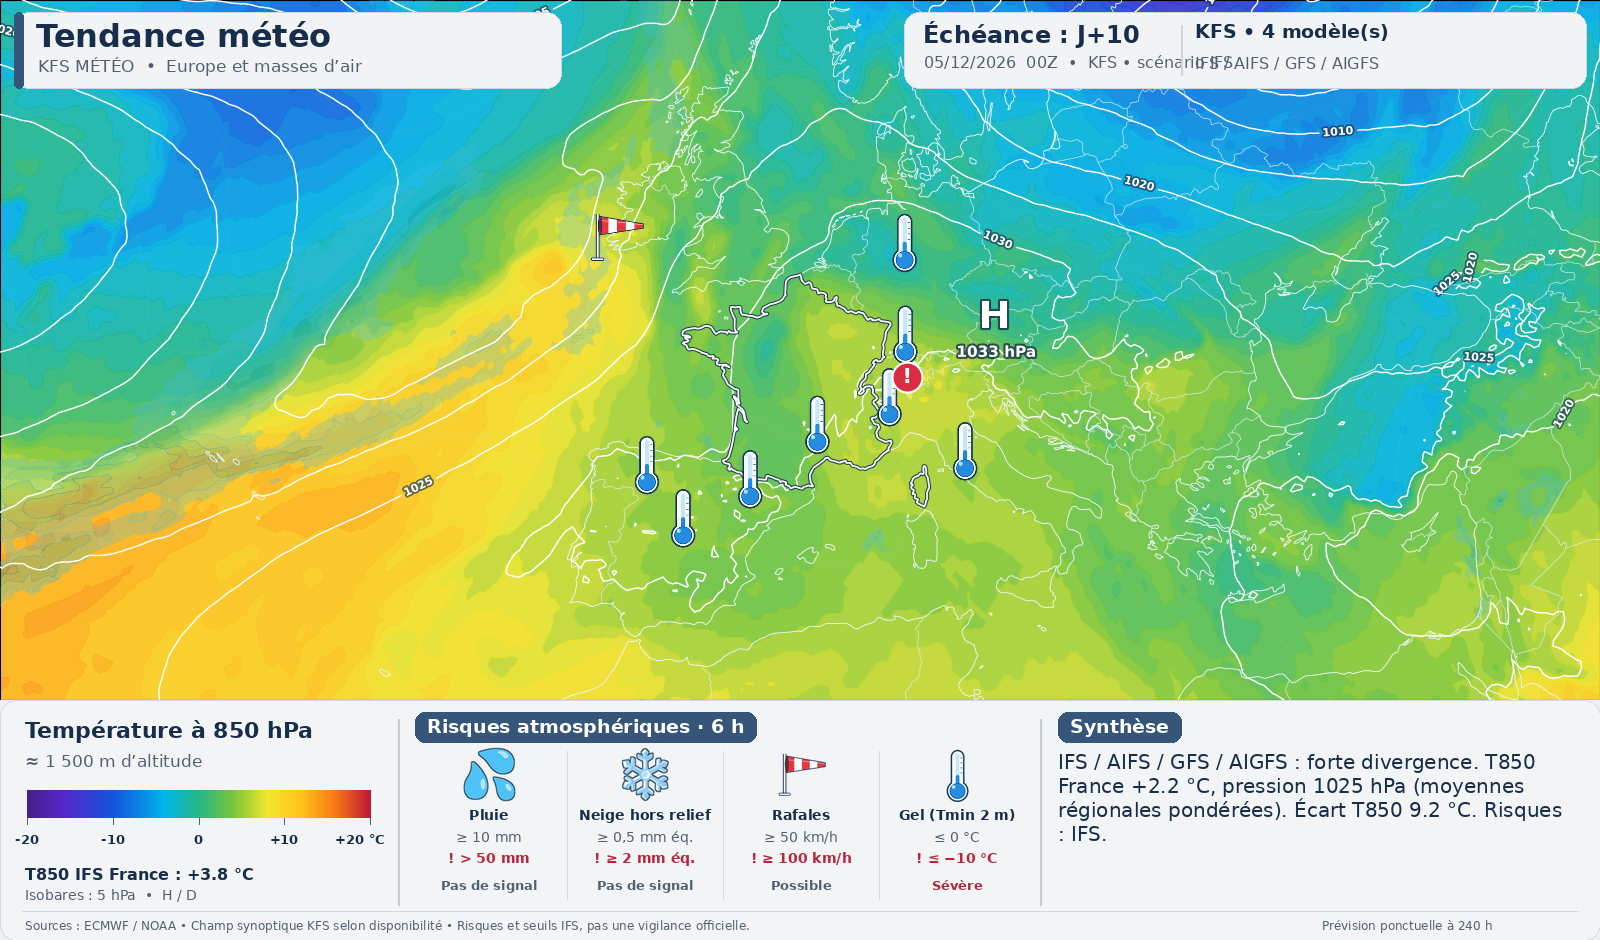 Tendance météo
KFS MÉTÉO • Europe et masses d’air
Échéance : J+10
05/12/2026 00Z • KFS • scénario IFS
KFS • 4 modèle(s)
IFS / AIFS / GFS / AIGFS
1010
1020
1030
1020
1025
H
1033 hPa
1025
1020
1025
Température à 850 hPa
≈ 1 500 m d’altitude
-20 -10 0 +10 +20 °C
T850 IFS France : +3.8 °C
Isobares : 5 hPa • H / D
Risques atmosphériques · 6 h
Pluie
≥ 10 mm
! > 50 mm
Pas de signal
Neige hors relief
≥ 0,5 mm éq.
! ≥ 2 mm éq.
Pas de signal
Rafales
≥ 50 km/h
! ≥ 100 km/h
Possible
Gel (Tmin 2 m)
≤ 0 °C
! ≤ −10 °C
Sévère
Synthèse
IFS / AIFS / GFS / AIGFS : forte divergence. T850
France +2.2 °C, pression 1025 hPa (moyennes
régionales pondérées). Écart T850 9.2 °C. Risques
: IFS.
Sources : ECMWF / NOAA • Champ synoptique KFS selon disponibilité • Risques et seuils IFS, pas une vigilance officielle.
Prévision ponctuelle à 240 h